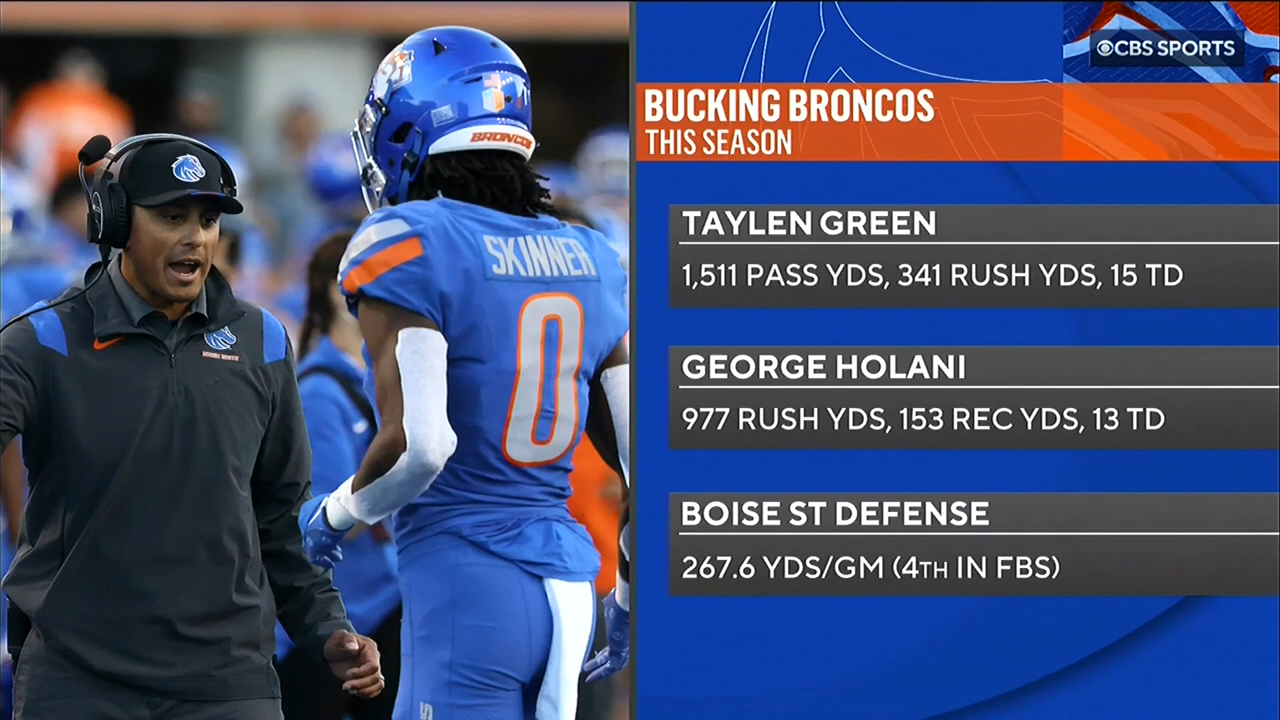 CBS SPORTS
BUCKING BRONCOS
THIS SEASON
TAYLEN GREEN
1,511 PASS YDS, 341 RUSH YDS, 15 TD
GEORGE HOLANI
977 RUSH YDS, 153 REC YDS, 13 TD
BOISE ST DEFENSE
267.6 YDS/GM (4TH IN FBS)
BRONCOS
SKINNER
0